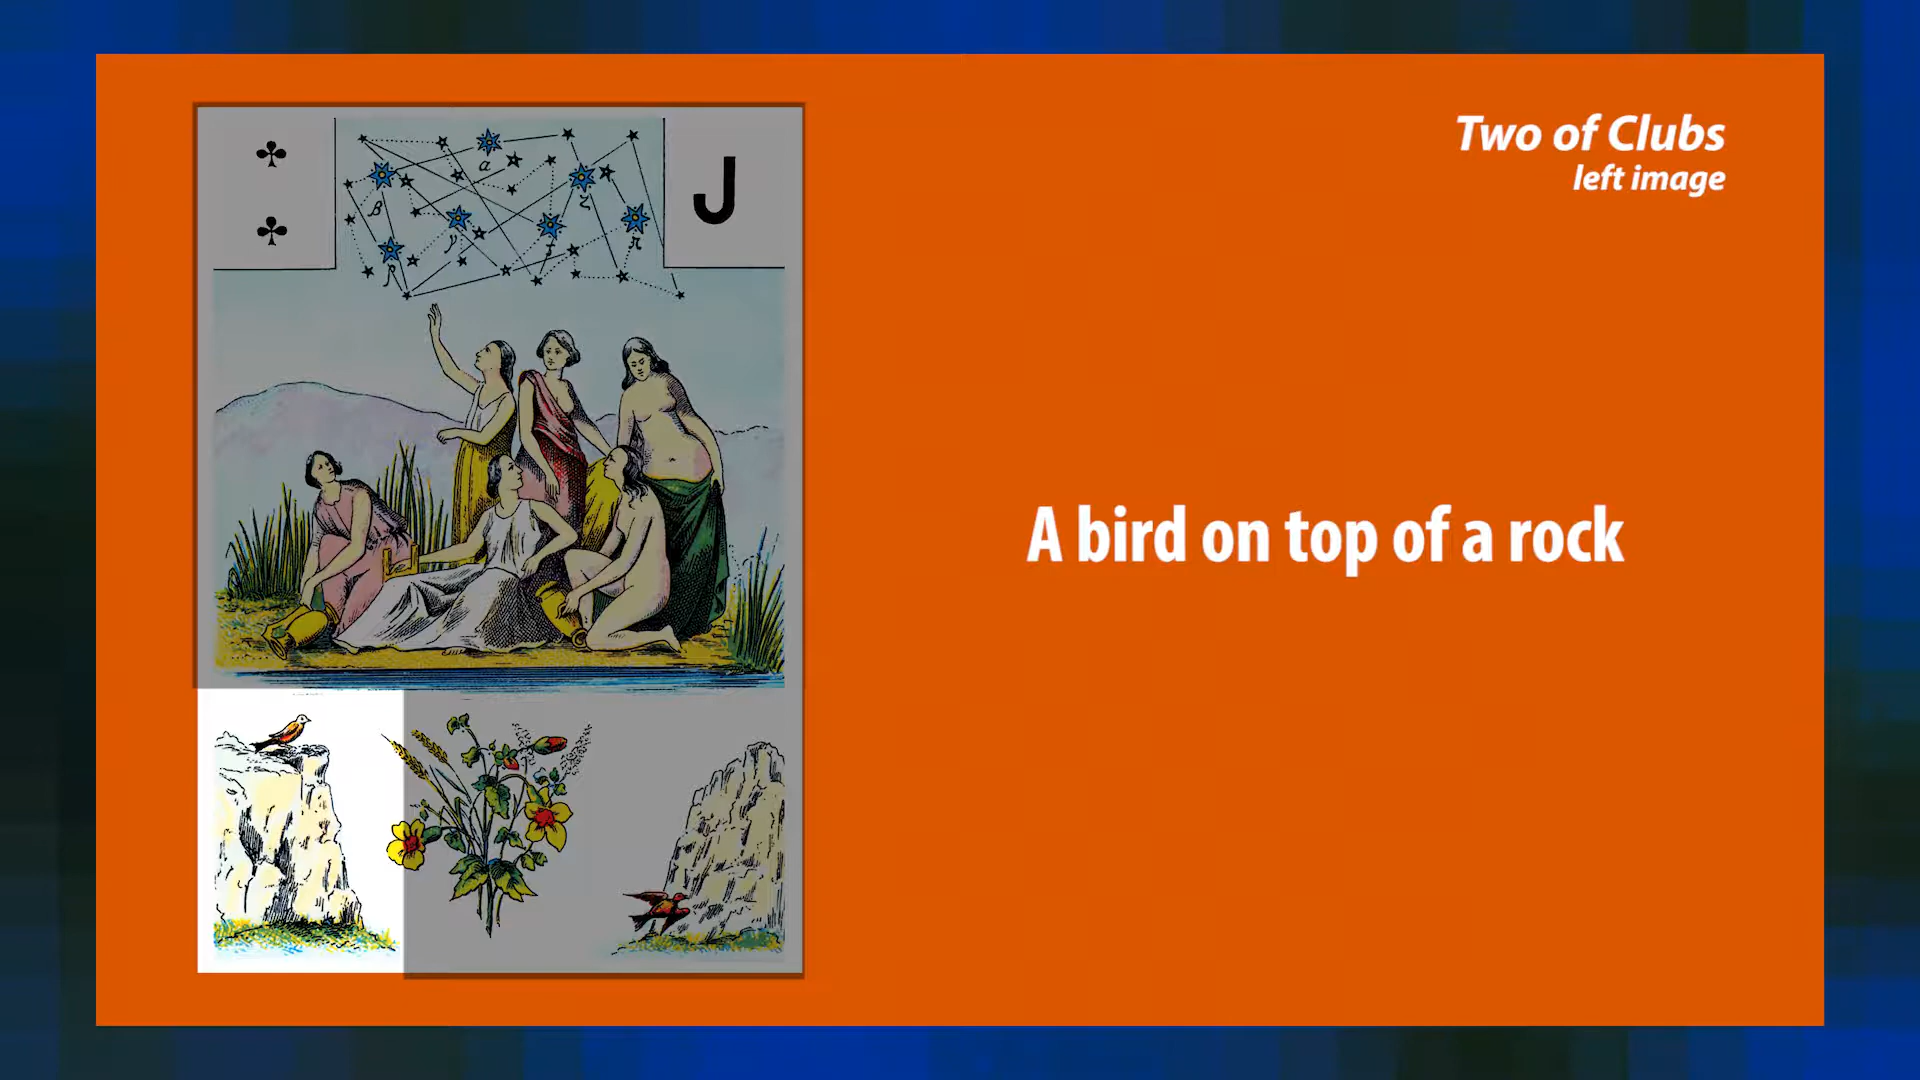 J
Two of Clubs
left image
A bird on top of a rock